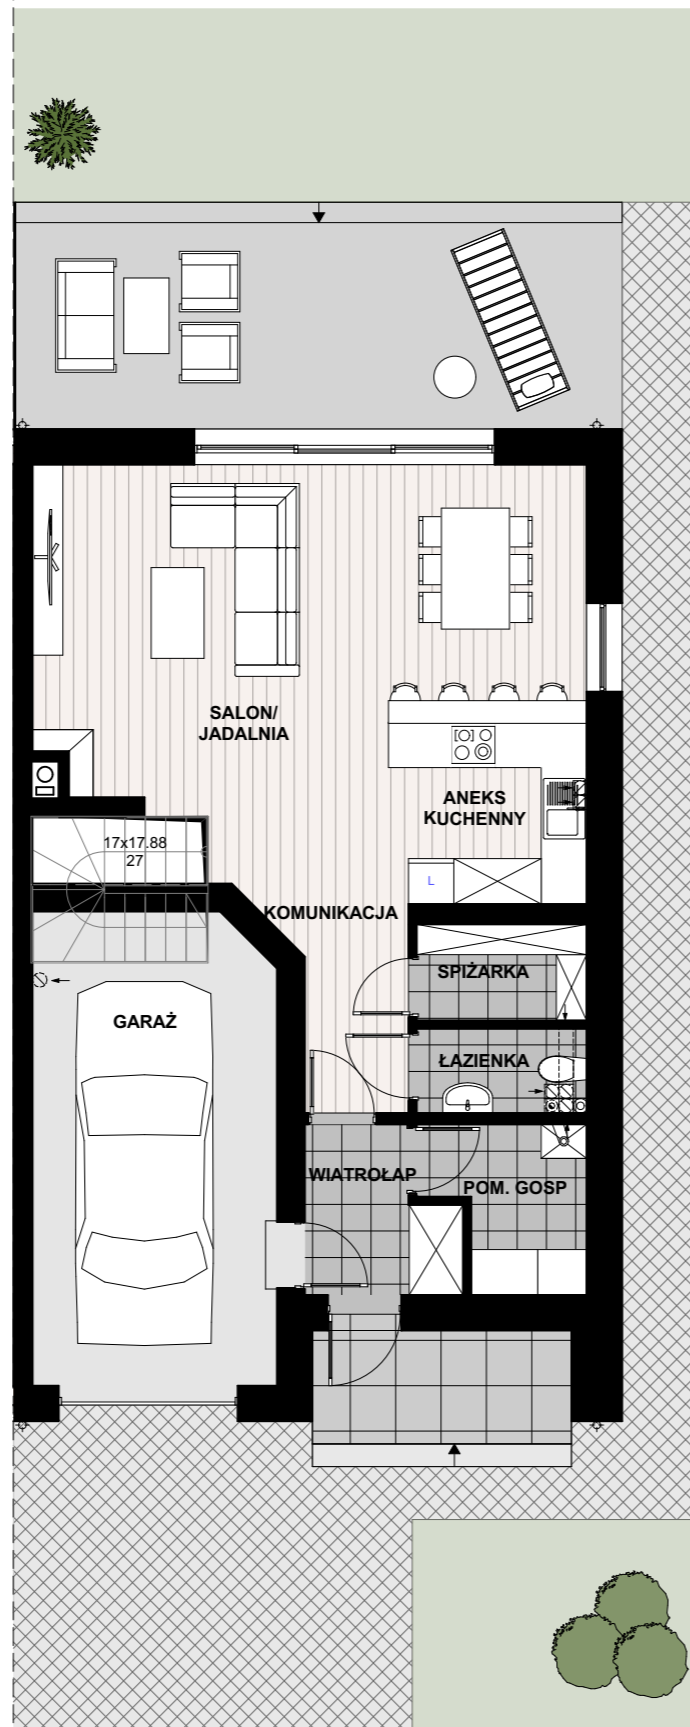 SALON/
JADALNIA
ANEKS
KUCHENNY
17x17.88
27
L
KOMUNIKACJA
SPIŻARKA
GARAŻ
ŁAZIENKA
WIATROŁAP
POM. GOSP